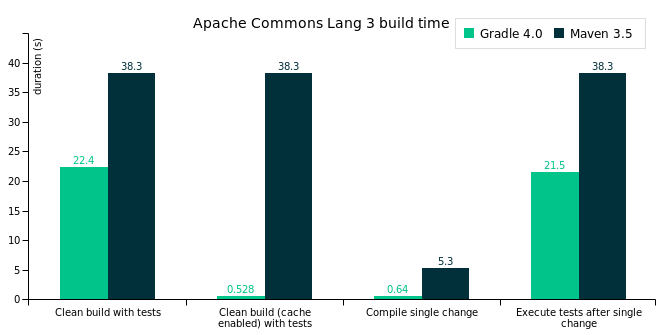 Apache Commons Lang 3 build time
Gradle 4.0
Maven 3.5
duration (s)
40
35
30
25
20
15
10
5
0
22.4
38.3
0.528
38.3
0.64
5.3
21.5
38.3
Clean build with tests
Clean build (cache
enabled) with tests
Compile single change
Execute tests after single
change